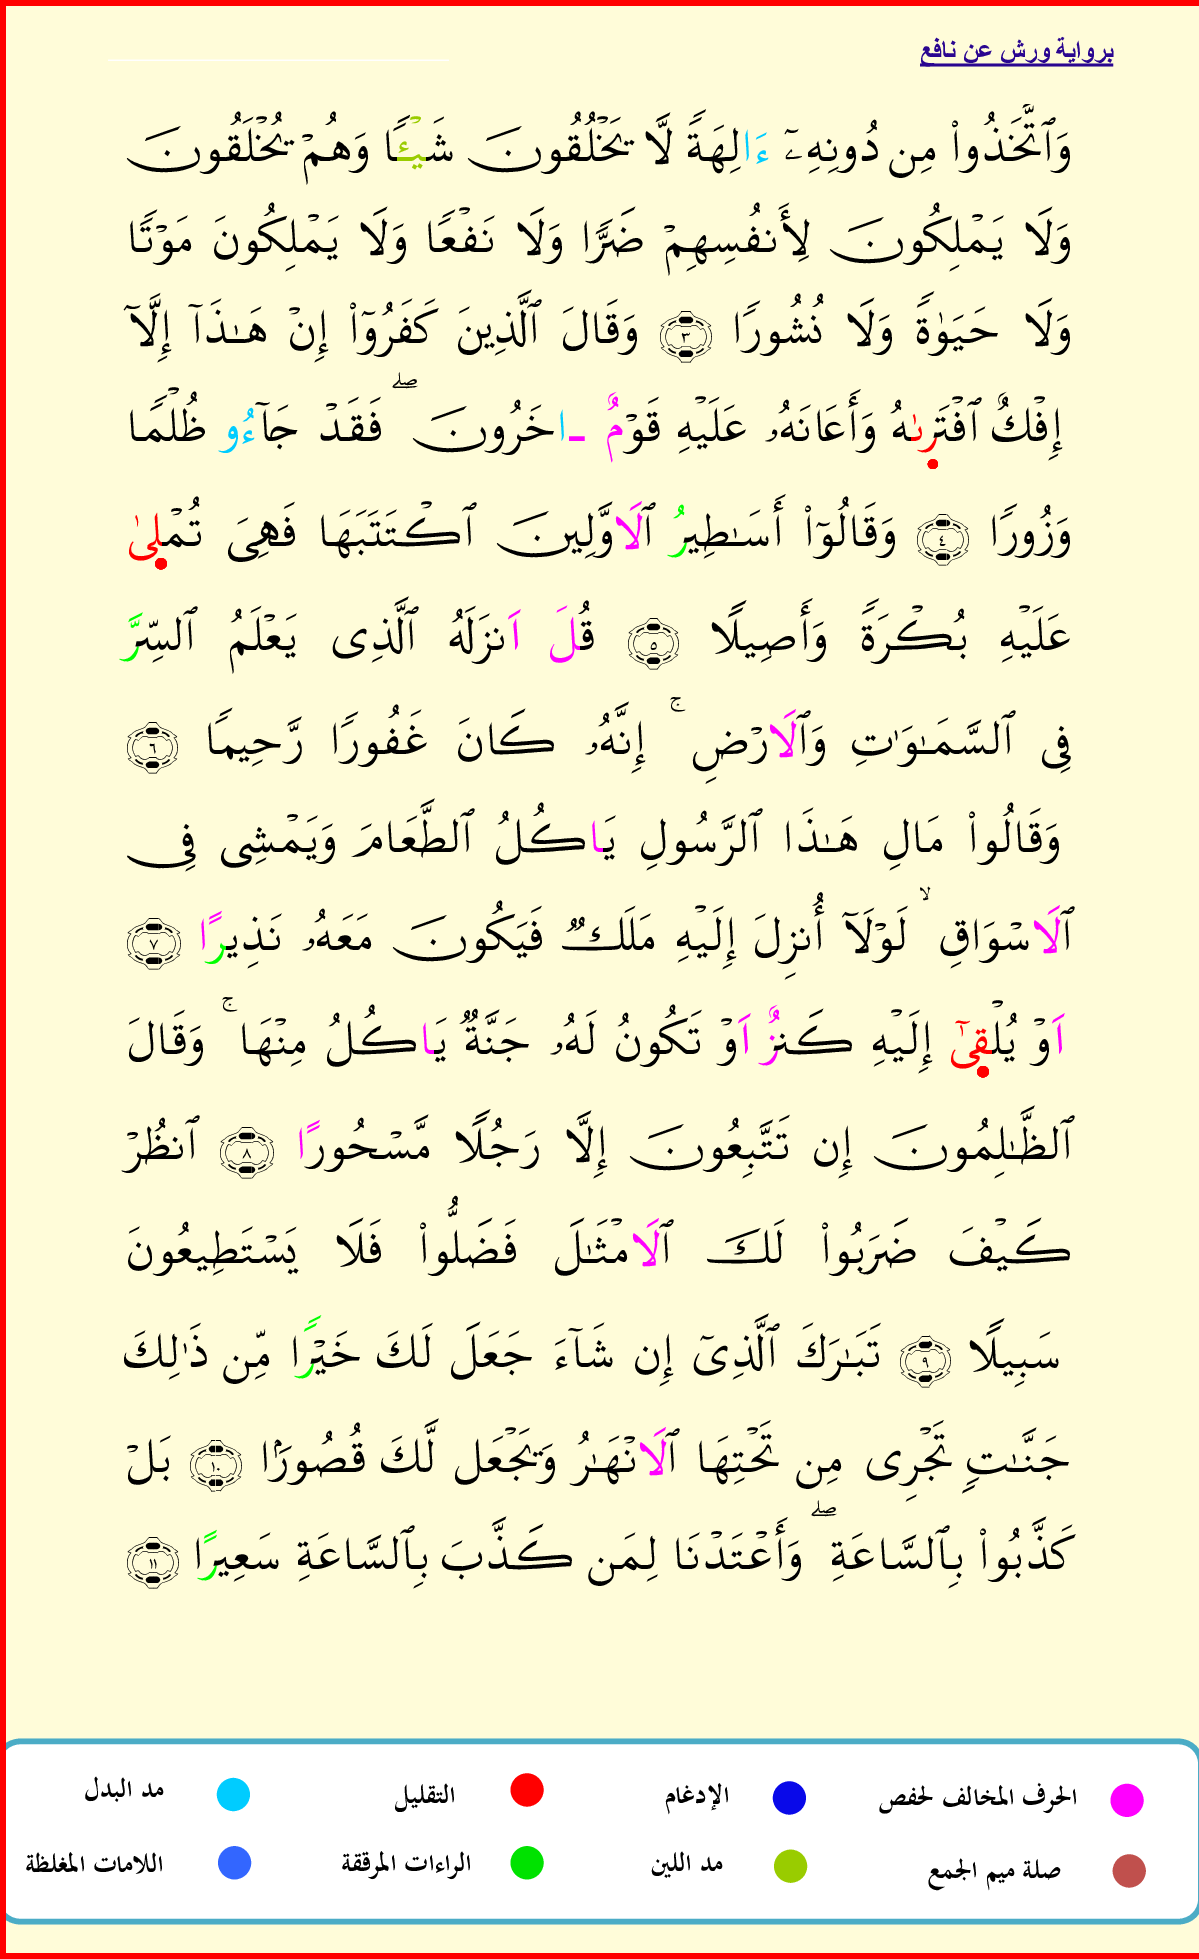 برواية ورش عن نافع
وَٱتَّخَذُوا۟ مِن دُونِهِۦٓ ءَالِهَةً لَّا يَخْلُقُونَ شَيْـًٔا وَهُمْ يُخْلَقُونَ
وَلَا يَمْلِكُونَ لِأَنفُسِهِمْ ضَرًّا وَلَا نَفْعًا وَلَا يَمْلِكُونَ مَوْتًا
وَلَا حَيَوٰةً وَلَا نُشُورًا ٣ وَقَالَ ٱلَّذِينَ كَفَرُوٓا۟ إِنْ هَـٰذَآ إِلَّآ
إِفْكٌ ٱفْتَرىٰهُ وَأَعَانَهُۥ عَلَيْهِ قَوْمٌ ـاخَرُونَ ۖ فَقَدْ جَآءُو ظُلْمًا
وَزُورًا ٤ وَقَالُوٓا۟ أَسَـٰطِيرُ ٱلَاوَّلِينَ ٱكْتَتَبَهَا فَهِىَ تُمْلىٰ
عَلَيْهِ بُكْرَةً وَأَصِيلًا ٥ قُلَ اَنزَلَهُ ٱلَّذِى يَعْلَمُ ٱلسِّرَّ
فِى ٱلسَّمَـٰوَٰتِ وَٱلَارْضِ ۚ إِنَّهُۥ كَانَ غَفُورًا رَّحِيمًا ٦
وَقَالُوا۟ مَالِ هَـٰذَا ٱلرَّسُولِ يَاكُلُ ٱلطَّعَامَ وَيَمْشِى فِى
ٱلَاسْوَاقِ ۙ لَوْلَآ أُنزِلَ إِلَيْهِ مَلَكٌ فَيَكُونَ مَعَهُۥ نَذِيرًا ٧
اَوْ يُلْقىٰٓ إِلَيْهِ كَنزٌ اَوْ تَكُونُ لَهُۥ جَنَّةٌ يَاكُلُ مِنْهَا ۚ وَقَالَ
ٱلظَّـٰلِمُونَ إِن تَتَّبِعُونَ إِلَّا رَجُلًا مَّسْحُورًا ٨ ٱنظُرْ
كَيْفَ ضَرَبُوا۟ لَكَ ٱلَامْثَـٰلَ فَضَلُّوا۟ فَلَا يَسْتَطِيعُونَ
سَبِيلًا ٩ تَبَـٰرَكَ ٱلَّذِىٓ إِن شَآءَ جَعَلَ لَكَ خَيْرًا مِّن ذَٰلِكَ
جَنَّـٰتٍ تَجْرِى مِن تَحْتِهَا ٱلَانْهَـٰرُ وَيَجْعَل لَّكَ قُصُورًۢا ١٠ بَلْ
كَذَّبُوا۟ بِٱلسَّاعَةِ ۖ وَأَعْتَدْنَا لِمَن كَذَّبَ بِٱلسَّاعَةِ سَعِيرًا ١١
الحرف المخالف لحفص الإدغام التقليل مد البدل
صلة ميم الجمع مد اللين الراءات المرققة اللامات المغلظة